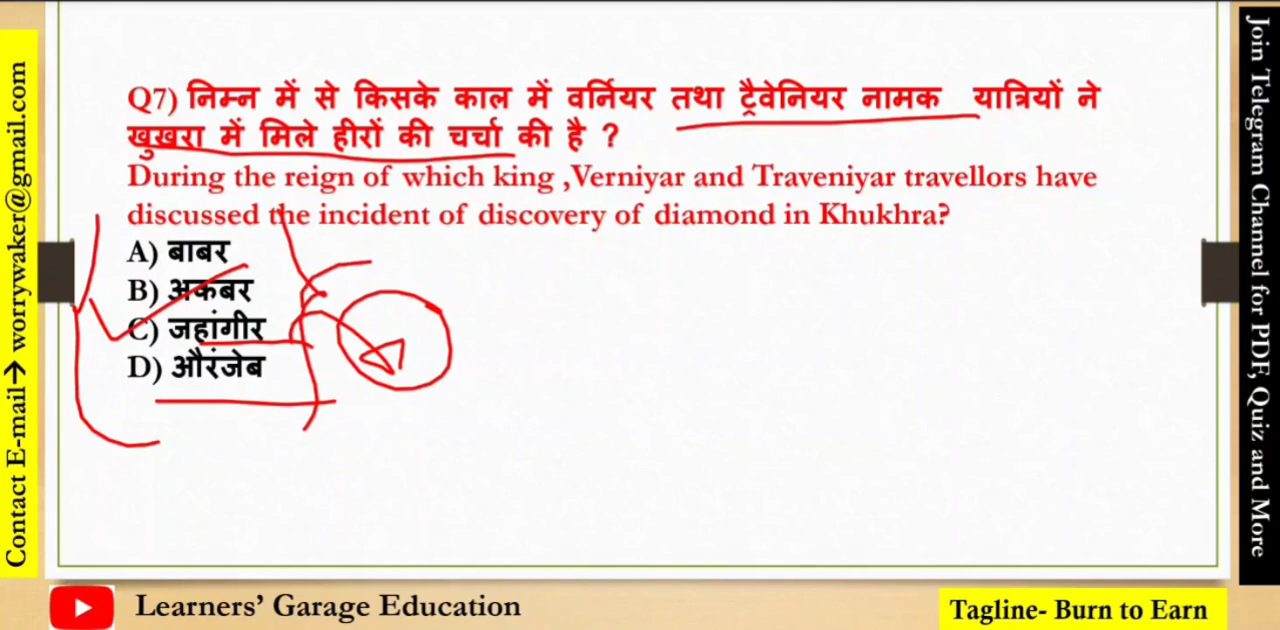 Q7) निम्न में से किसके काल में वर्नियर तथा ट्रैवेनियर नामक यात्रियों ने
खुखरा में मिले हीरों की चर्चा की है ?
During the reign of which king ,Verniyar and Traveniyar travellors have
discussed the incident of discovery of diamond in Khukhra?
A) बाबर
B) अकबर
C) जहांगीर
D) औरंजेब
Contact E-mail→ worrywaker@gmail.com
Join Telegram Channel for PDF, Quiz and More
Learners' Garage Education
Tagline- Burn to Earn